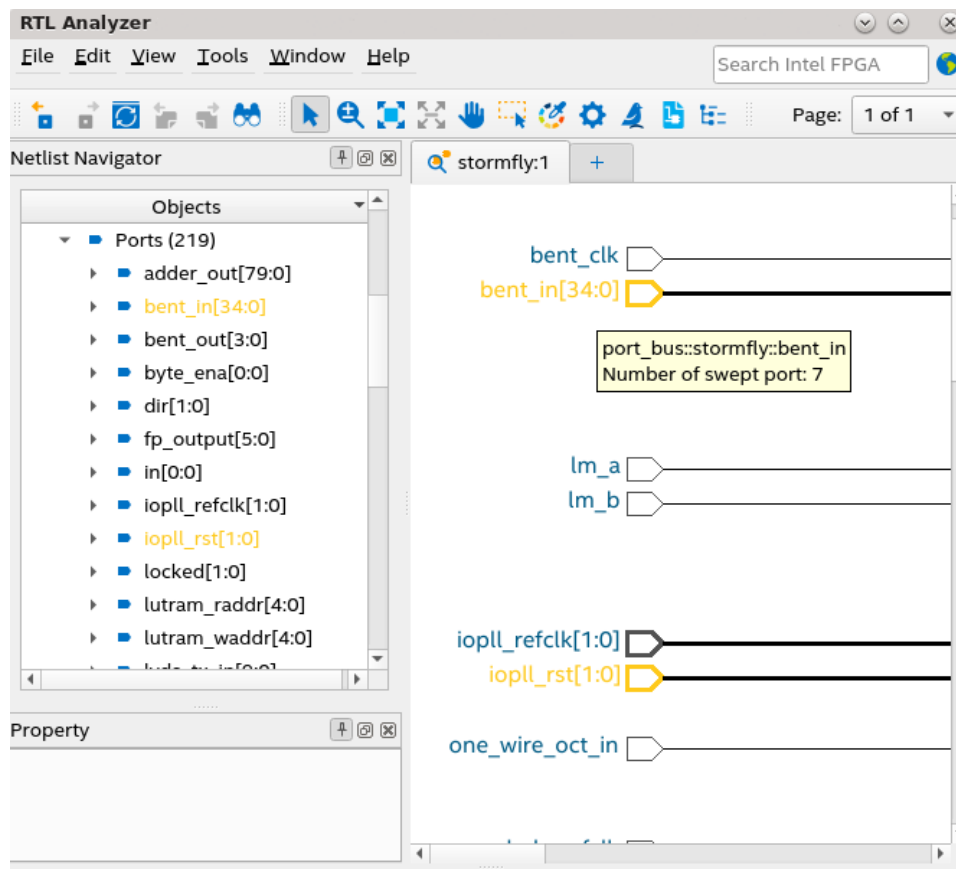 RTL Analyzer
File Edit View Tools Window Help
Search Intel FPGA
Page: 1 of 1
Netlist Navigator
Objects
Ports (219)
adder_out[79:0]
bent_in[34:0]
bent_out[3:0]
byte_ena[0:0]
dir[1:0]
fp_output[5:0]
in[0:0]
iopll_refclk[1:0]
iopll_rst[1:0]
locked[1:0]
lutram_raddr[4:0]
lutram_waddr[4:0]
Property
stormfly:1
+
bent_clk
bent_in[34:0]
port_bus::stormfly::bent_in
Number of swept port: 7
lm_a
lm_b
iopll_refclk[1:0]
iopll_rst[1:0]
one_wire_oct_in